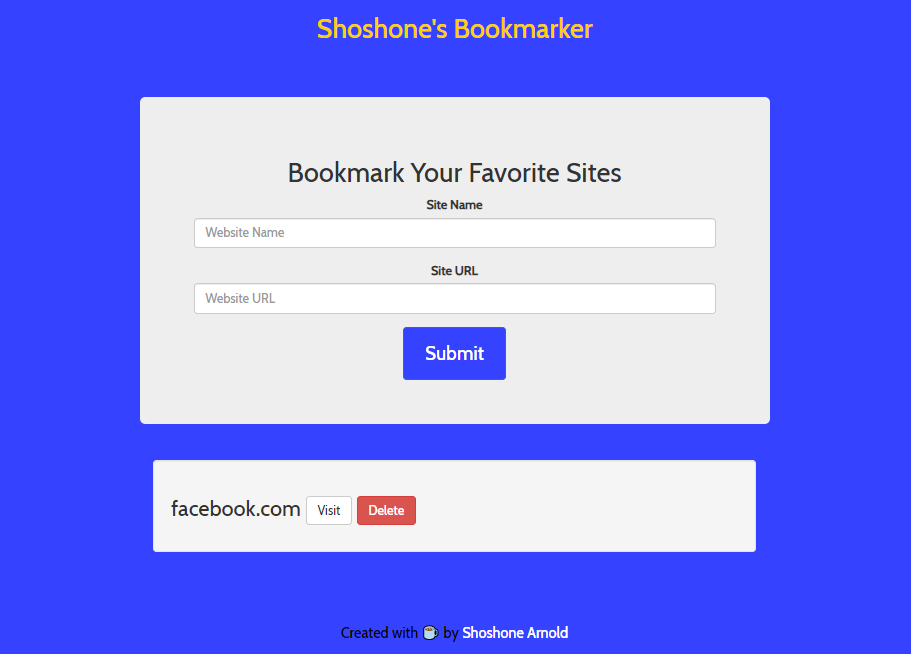 Shoshone's Bookmarker
Bookmark Your Favorite Sites
Site Name
Website Name
Site URL
Website URL
Submit
facebook.com Visit Delete
Created with ☕ by Shoshone Arnold